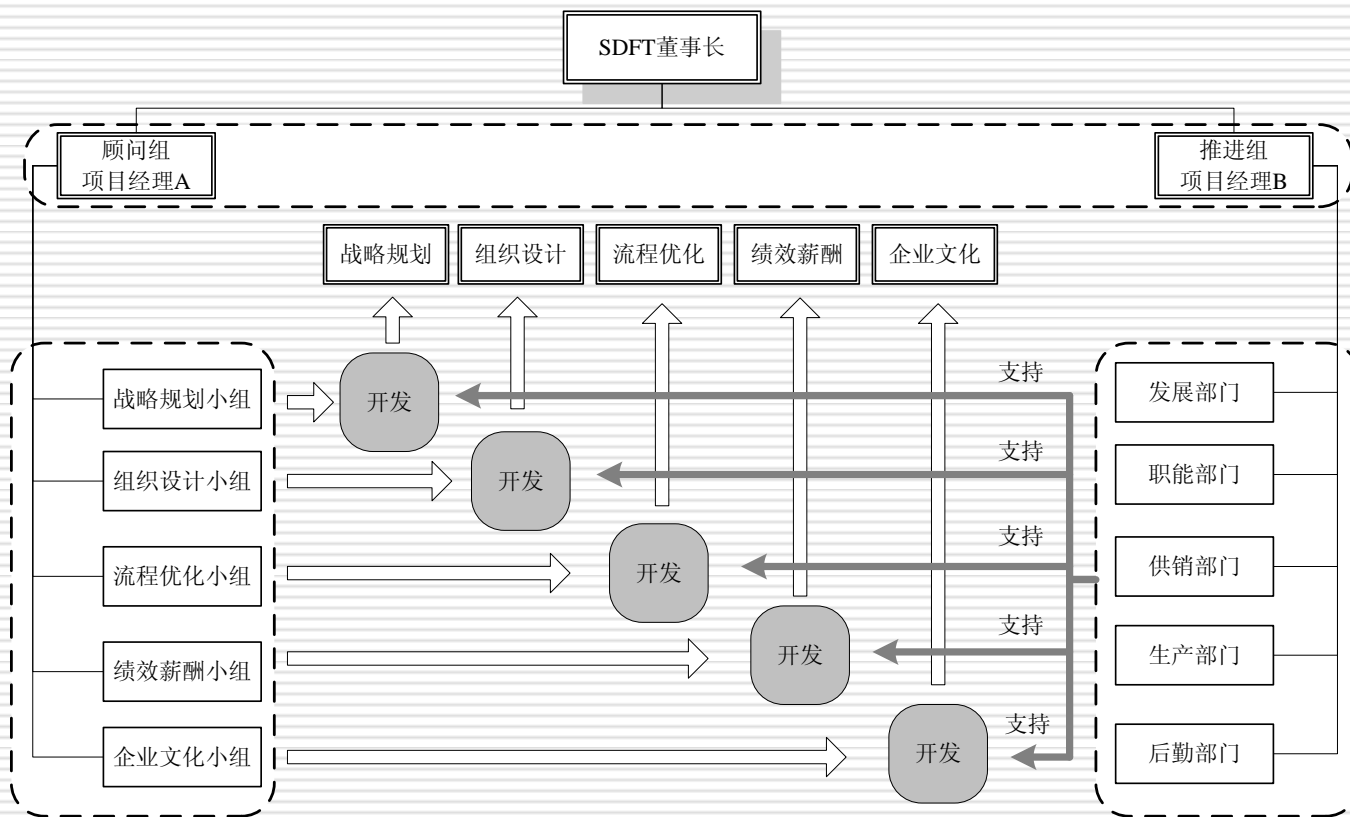 SDFT董事长
顾问组
项目经理A
推进组
项目经理B
战略规划
组织设计
流程优化
绩效薪酬
企业文化
战略规划小组
开发
支持
发展部门
组织设计小组
开发
支持
职能部门
流程优化小组
开发
支持
供销部门
绩效薪酬小组
开发
支持
生产部门
企业文化小组
开发
支持
后勤部门